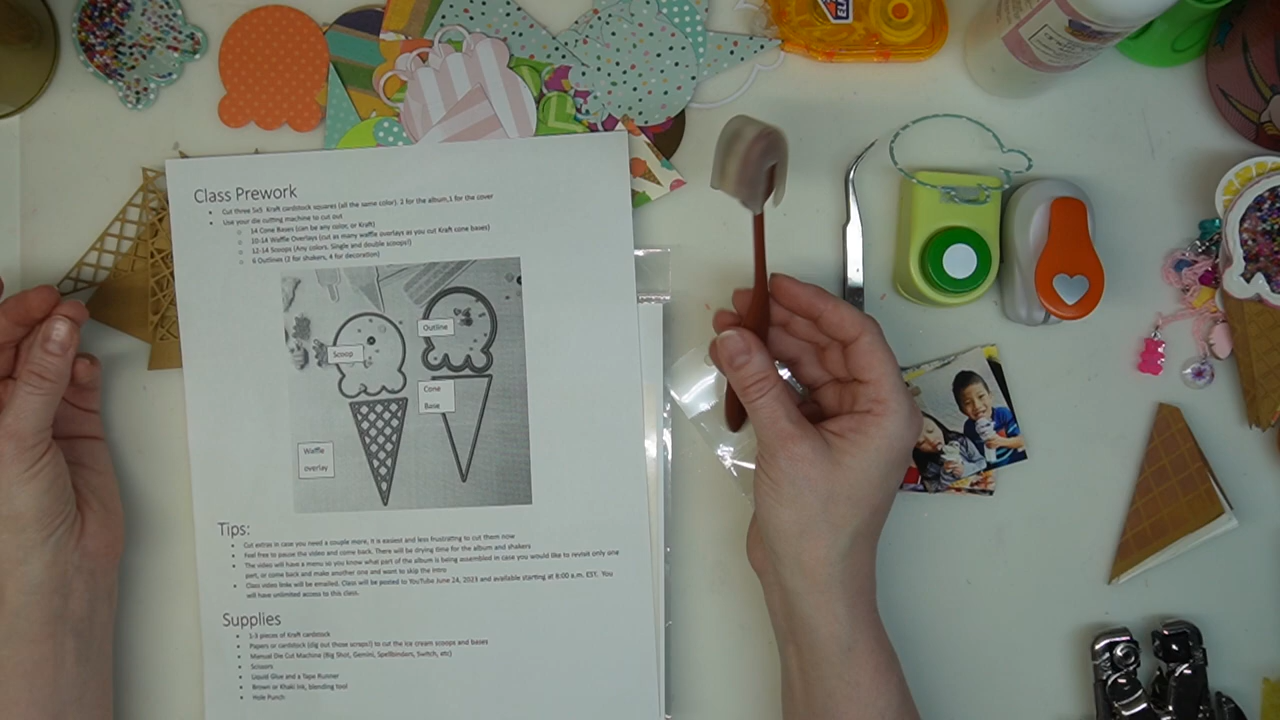 ELM
Class Prework
• Cut three 5x5 Kraft cardstock squares (all the same color). 2 for the album,1 for the cover
• Use your die cutting machine to cut out
o 14 Cone Bases (can be any color, or Kraft)
o 10-14 Waffle Overlays (cut as many waffle overlays as you cut Kraft cone bases)
o 12-14 Scoops (Any colors. Single and double scoops!)
o 6 Outlines (2 for shakers, 4 for decoration)
Outline
Scoop
Cone
Base
Waffle
overlay
Tips:
• Cut extras in case you need a couple more, it is easiest and less frustrating to cut them now
• Feel free to pause the video and come back. There will be drying time for the album and shakers
• The video will have a menu so you know what part of the album is being assembled in case you would like to revisit only one
part, or come back and make another one and want to skip the intro
• Class video links will be emailed. Class will be posted to YouTube June 24, 2023 and available starting at 8:00 a.m. EST. You
will have unlimited access to this class.
Supplies
• 1-3 pieces of Kraft cardstock
• Papers or cardstock (dig out those scraps!) to cut the ice cream scoops and bases
• Manual Die Cut Machine (Big Shot, Gemini, Spellbinders, Switch, etc)
• Scissors
• Liquid Glue and a Tape Runner
• Brown or Khaki Ink, blending tool
• Hole Punch